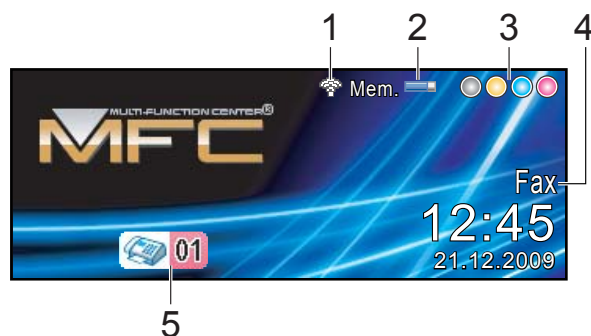 1 2 3 4
Mem.
MULTI-FUNCTION CENTER®
MFC
Fax
12:45
21.12.2009
01
5